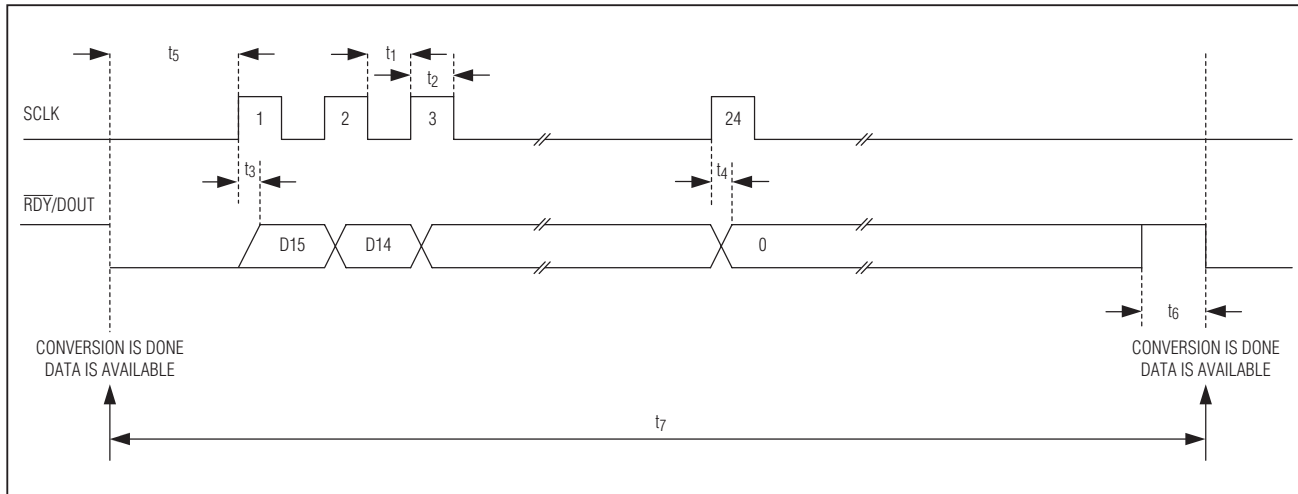 t5
t1
t2
SCLK
1
2
3
24
t3
t4
RDY/DOUT
D15
D14
0
t6
CONVERSION IS DONE
DATA IS AVAILABLE
CONVERSION IS DONE
DATA IS AVAILABLE
t7